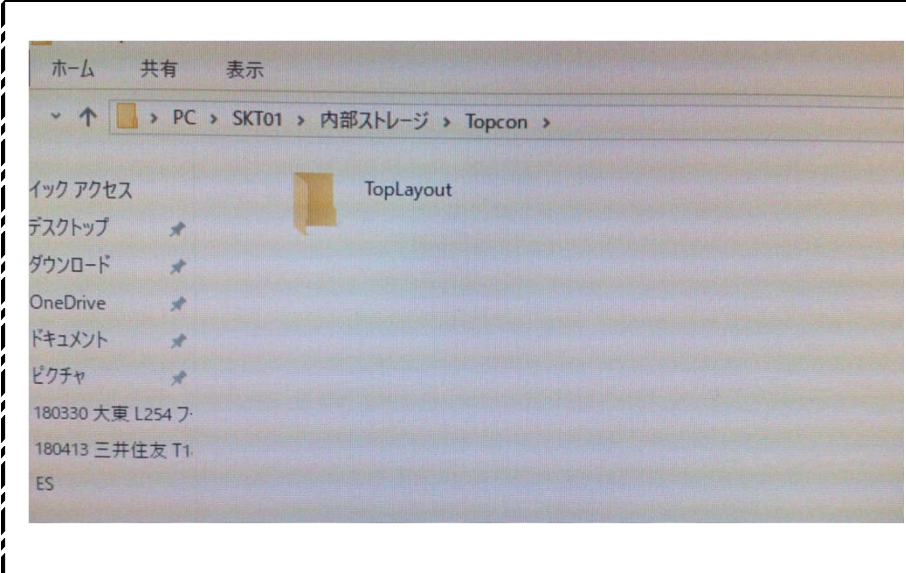 ホーム 共有 表示
PC › SKT01 › 内部ストレージ › Topcon ›
イック アクセス
TopLayout
デスクトップ
ダウンロード
OneDrive
ドキュメント
ピクチャ
180330 大東 L254 フ
180413 三井住友 T1
ES